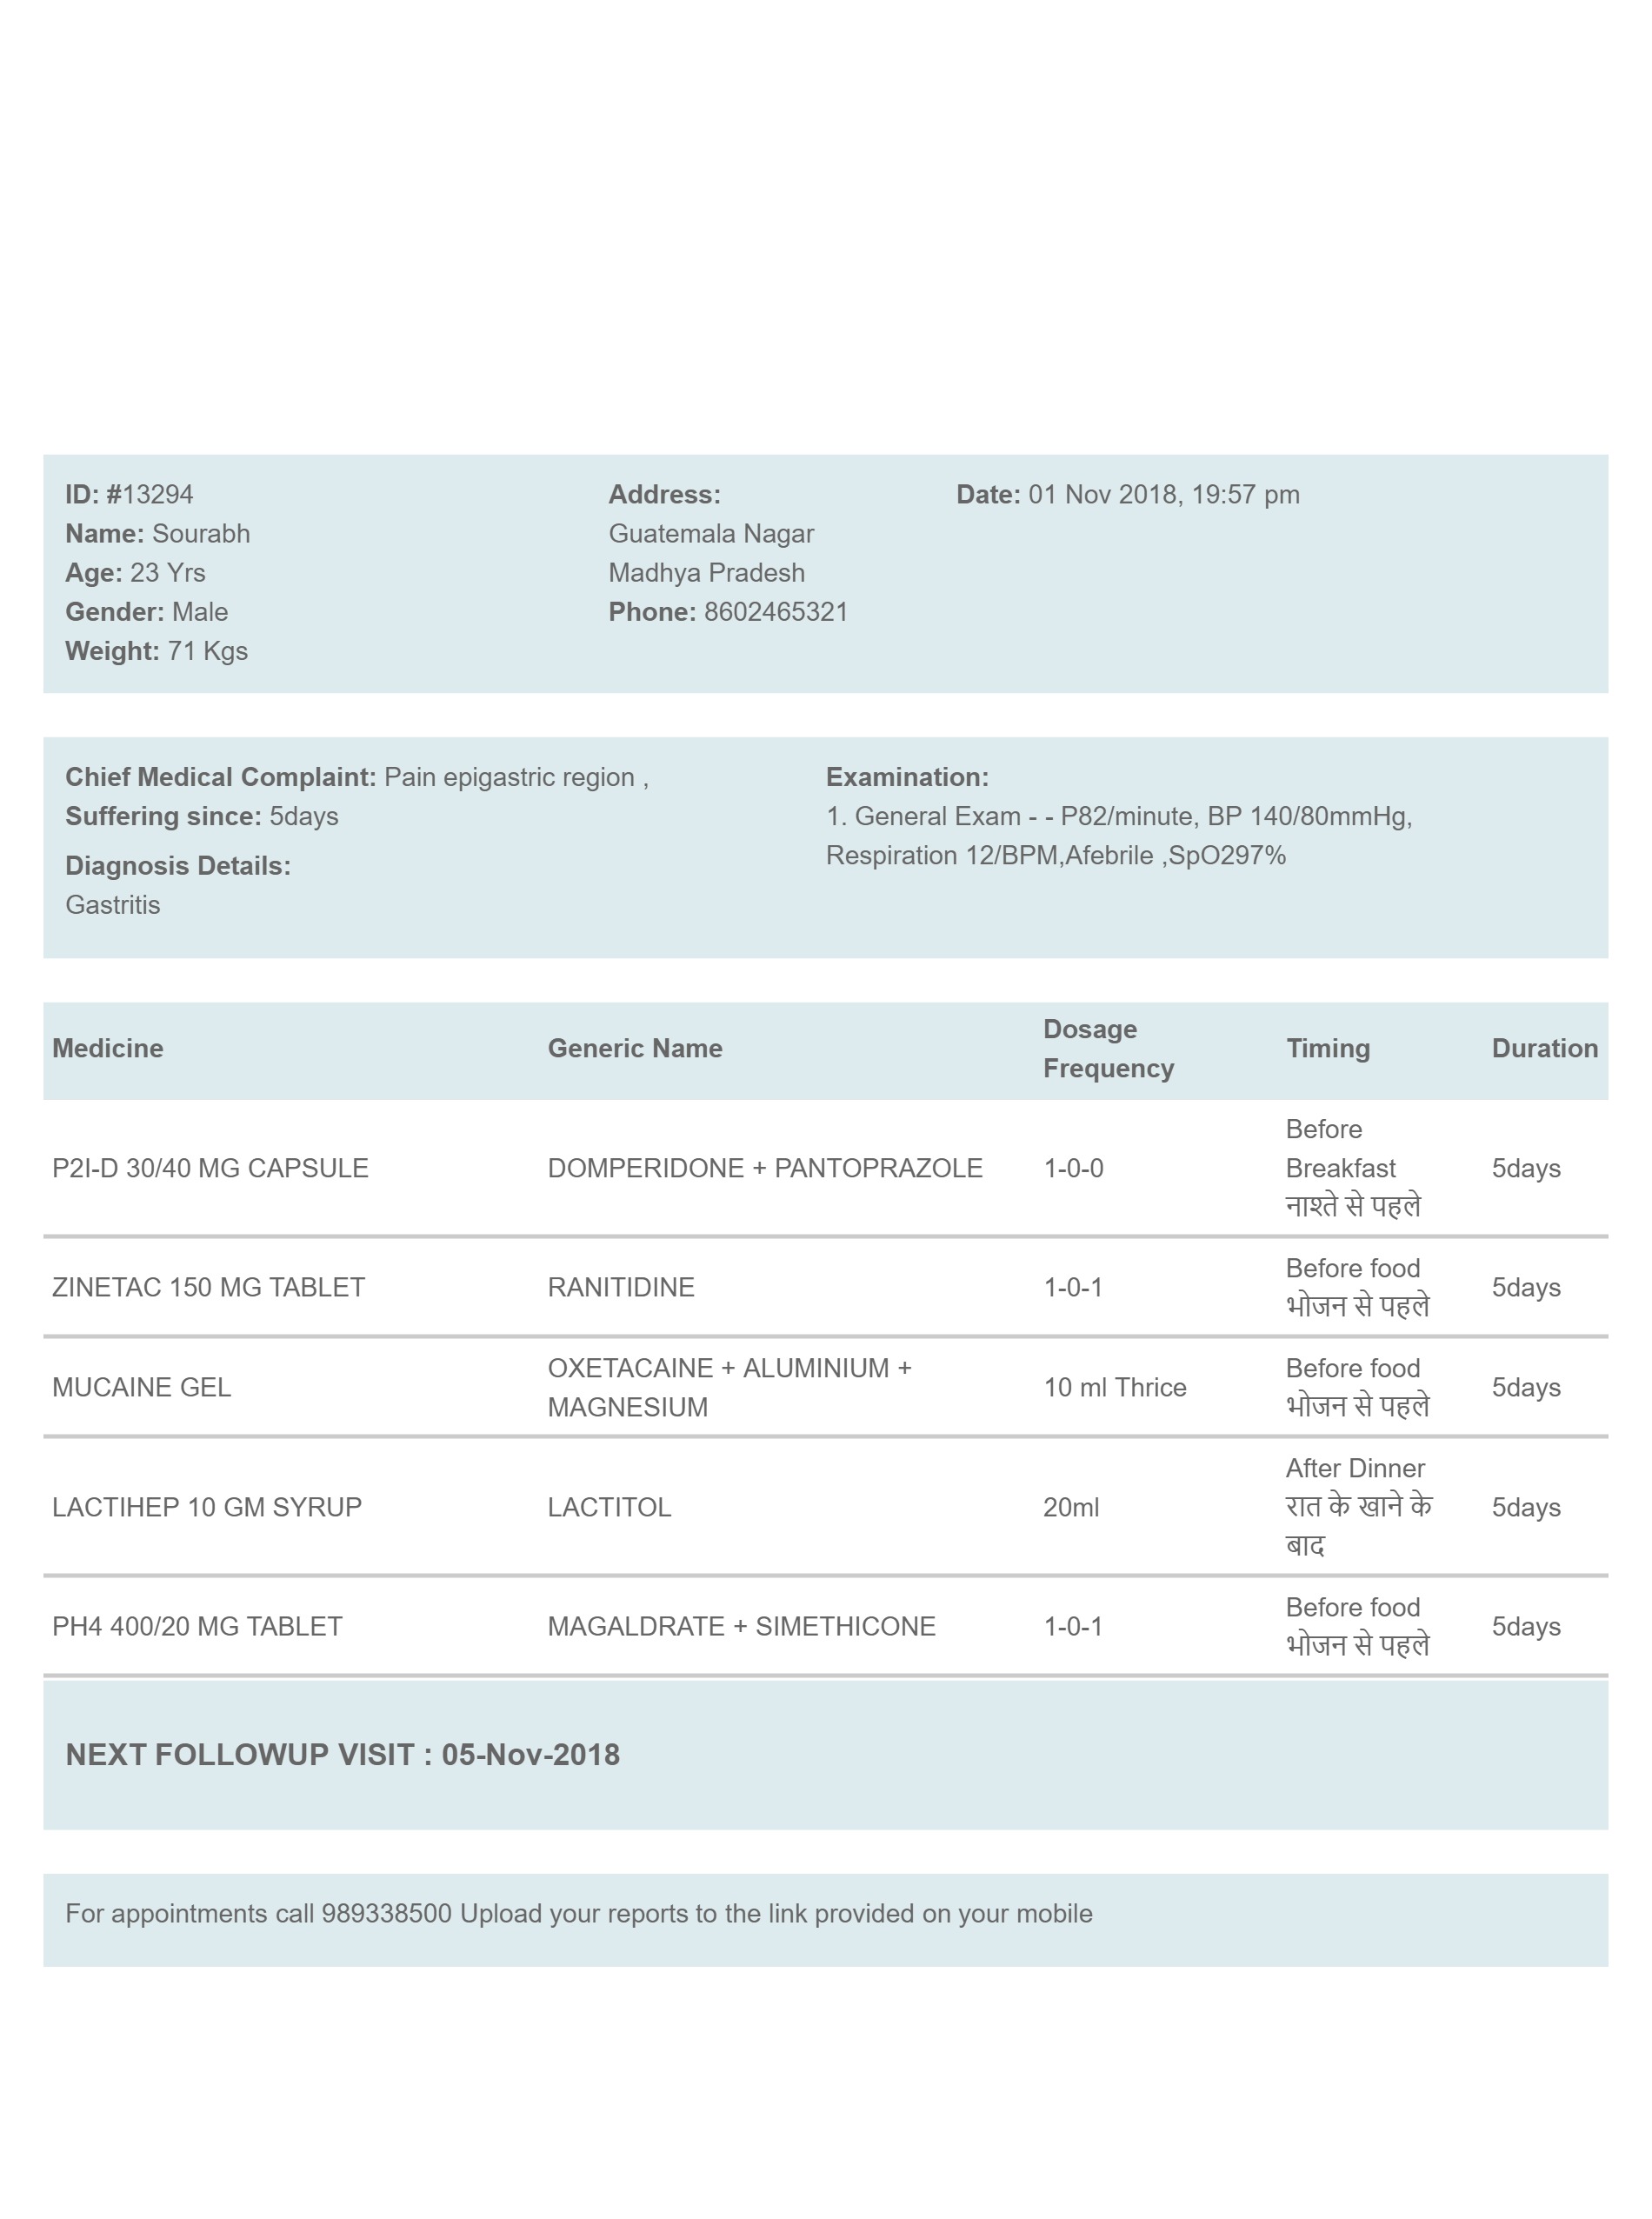 ID: #13294
Name: Sourabh
Age: 23 Yrs
Gender: Male
Weight: 71 Kgs
Address:
Guatemala Nagar
Madhya Pradesh
Phone: 8602465321
Date: 01 Nov 2018, 19:57 pm
Chief Medical Complaint: Pain epigastric region ,
Suffering since: 5days
Diagnosis Details:
Gastritis
Examination:
1. General Exam - - P82/minute, BP 140/80mmHg,
Respiration 12/BPM,Afebrile ,SpO297%
Medicine Generic Name Dosage Frequency Timing Duration
P2I-D 30/40 MG CAPSULE DOMPERIDONE + PANTOPRAZOLE 1-0-0 Before Breakfast नाश्ते से पहले 5days
ZINETAC 150 MG TABLET RANITIDINE 1-0-1 Before food भोजन से पहले 5days
MUCAINE GEL OXETACAINE + ALUMINIUM + MAGNESIUM 10 ml Thrice Before food भोजन से पहले 5days
LACTIHEP 10 GM SYRUP LACTITOL 20ml After Dinner रात के खाने के बाद 5days
PH4 400/20 MG TABLET MAGALDRATE + SIMETHICONE 1-0-1 Before food भोजन से पहले 5days
NEXT FOLLOWUP VISIT : 05-Nov-2018
For appointments call 989338500 Upload your reports to the link provided on your mobile